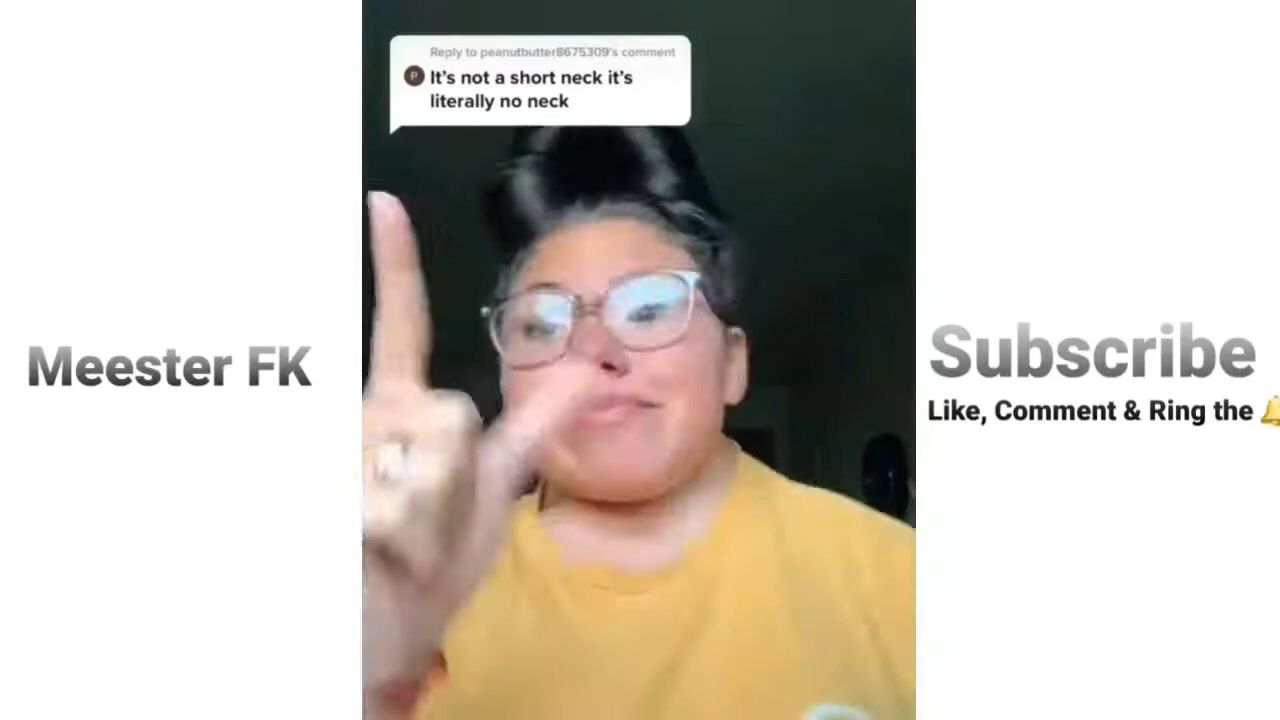 Reply to peanutbutter8675309's comment
P
It's not a short neck it's
literally no neck
Meester FK
Subscribe
Like, Comment & Ring the 🔔